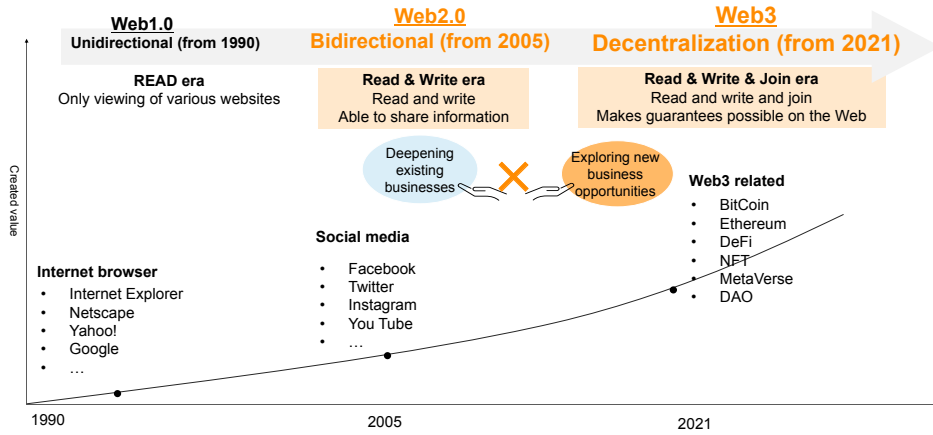 Web1.0
Unidirectional (from 1990)
Web2.0
Bidirectional (from 2005)
Web3
Decentralization (from 2021)
READ era
Only viewing of various websites
Read & Write era
Read and write
Able to share information
Read & Write & Join era
Read and write and join
Makes guarantees possible on the Web
Deepening
existing
businesses
Exploring new
business
opportunities
Created value
Internet browser
• Internet Explorer
• Netscape
• Yahoo!
• Google
• …
Social media
• Facebook
• Twitter
• Instagram
• You Tube
• …
Web3 related
• BitCoin
• Ethereum
• DeFi
• NFT
• MetaVerse
• DAO
1990
2005
2021